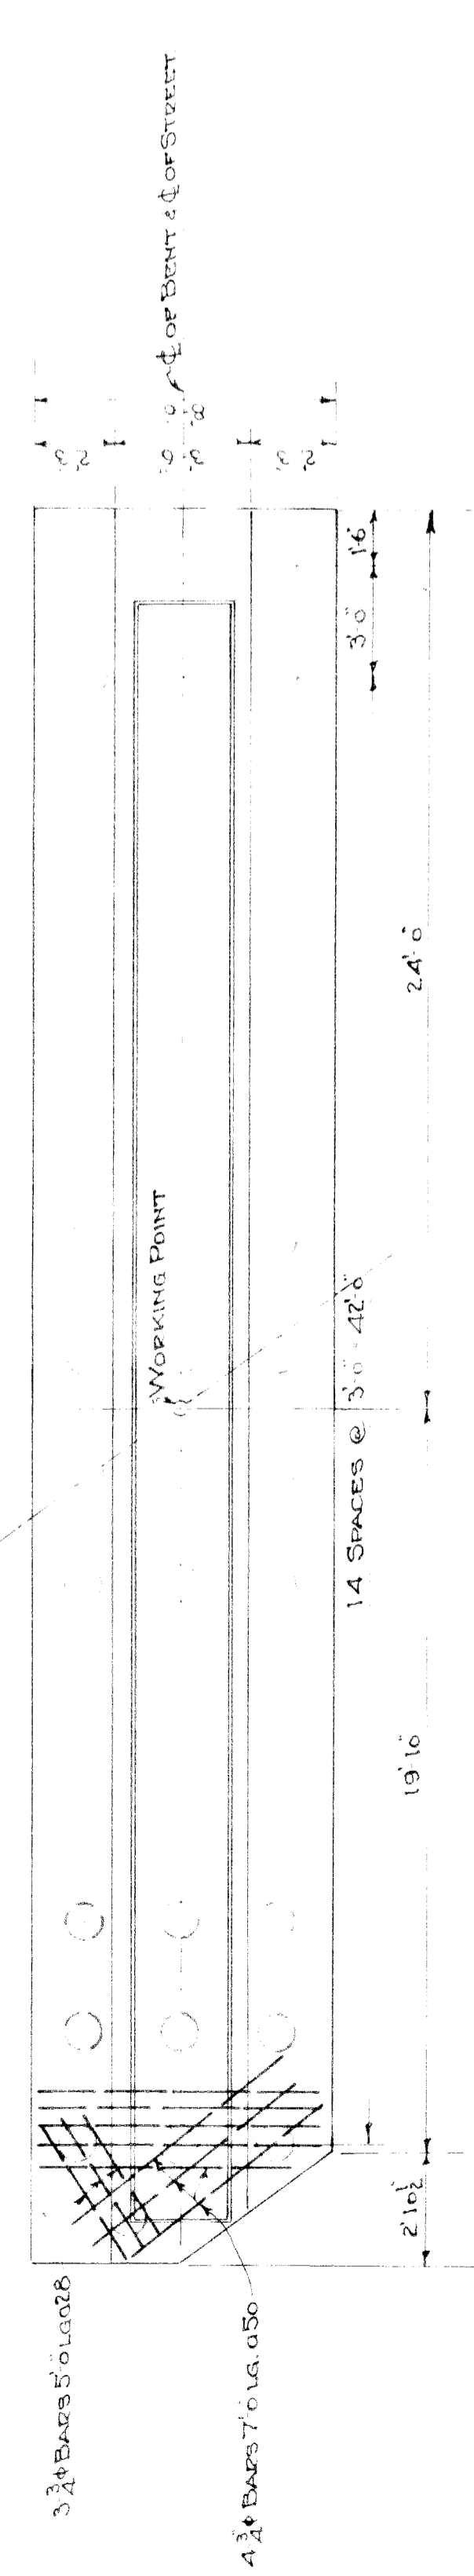 ℄ OF BENT & ℄ OF STREET
1'-6"
3'-0"
24'-0"
WORKING POINT
14 SPACES @ 3'-0" - 42'-0"
19'-10"
2'-10½"
3 ¾" ϕ BARS 5'-0" LG. @ 28
4 ¾" ϕ BARS 7'-0" LG. @ 50